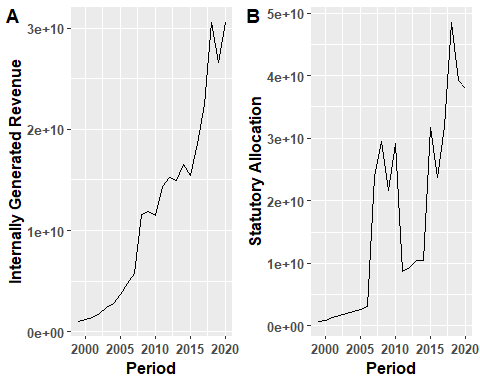 A
Internally Generated Revenue
3e+10
2e+10
1e+10
0e+00
2000 2005 2010 2015 2020
Period
B
Statutory Allocation
5e+10
4e+10
3e+10
2e+10
1e+10
0e+00
2000 2005 2010 2015 2020
Period